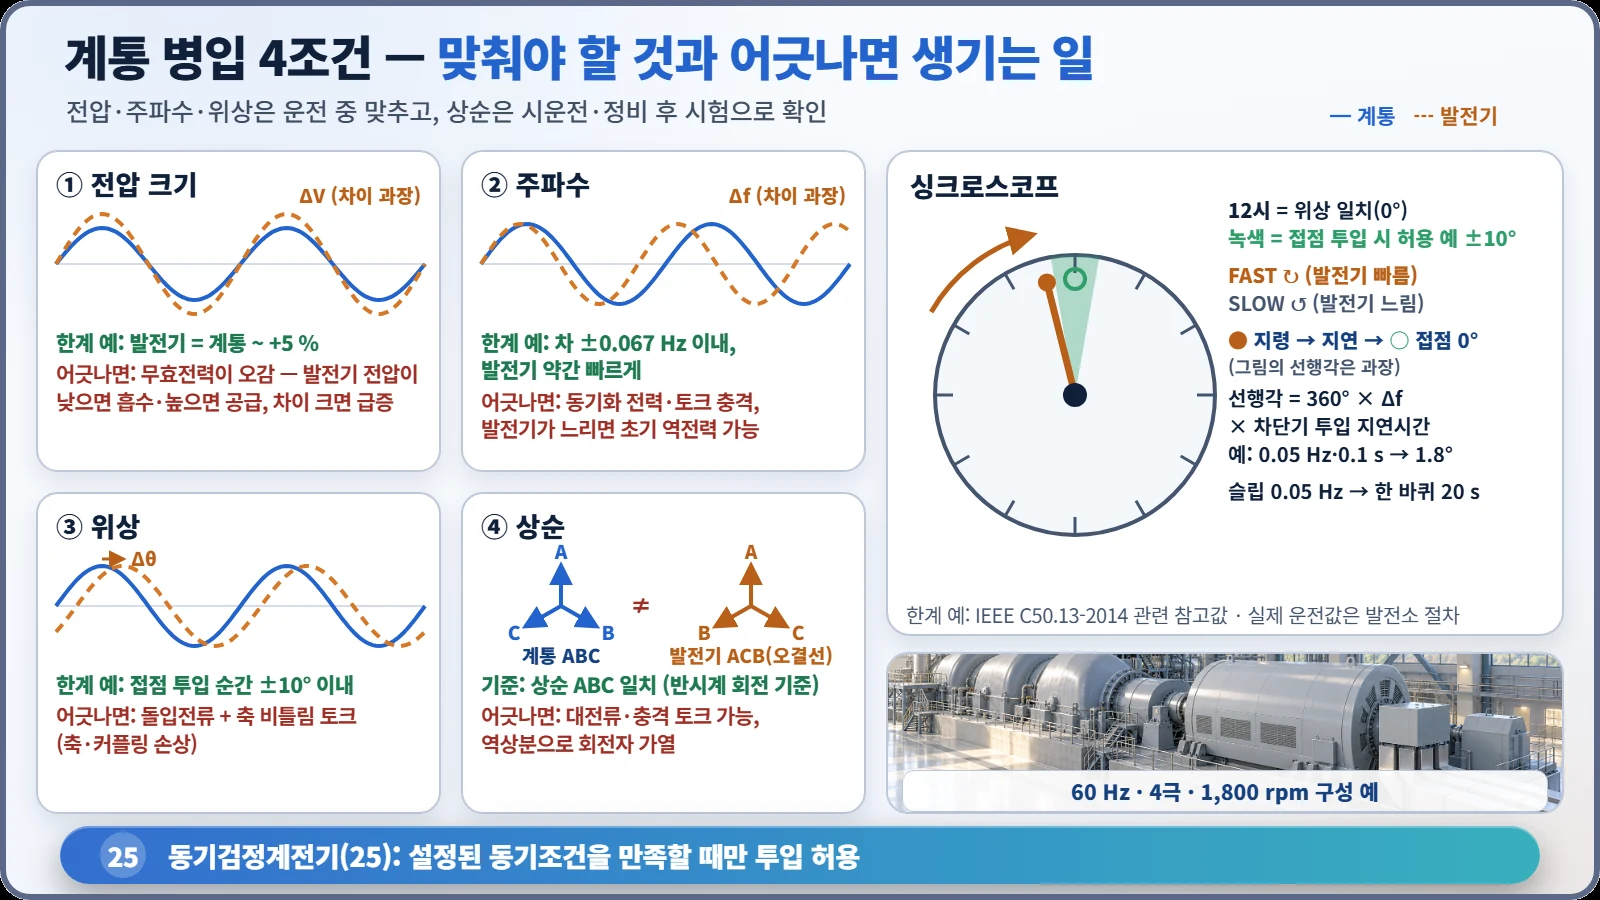 계통 병입 4조건 — 맞춰야 할 것과 어긋나면 생기는 일
전압·주파수·위상은 운전 중 맞추고, 상순은 시운전·정비 후 시험으로 확인
— 계통 --- 발전기
① 전압 크기
ΔV (차이 과장)
한계 예: 발전기 = 계통 ~ +5 %
어긋나면: 무효전력이 오감 — 발전기 전압이
낮으면 흡수·높으면 공급, 차이 크면 급증
② 주파수
Δf (차이 과장)
한계 예: 차 ±0.067 Hz 이내,
발전기 약간 빠르게
어긋나면: 동기화 전력·토크 충격,
발전기가 느리면 초기 역전력 가능
③ 위상
Δθ
한계 예: 접점 투입 순간 ±10° 이내
어긋나면: 돌입전류 + 축 비틀림 토크
(축·커플링 손상)
④ 상순
A
C
B
계통 ABC
≠
A
B
C
발전기 ACB(오결선)
기준: 상순 ABC 일치 (반시계 회전 기준)
어긋나면: 대전류·충격 토크 가능,
역상분으로 회전자 가열
싱크로스코프
12시 = 위상 일치(0°)
녹색 = 접점 투입 시 허용 예 ±10°
FAST ↻ (발전기 빠름)
SLOW ↺ (발전기 느림)
● 지령 → 지연 → ○ 접점 0°
(그림의 선행각은 과장)
선행각 = 360° × Δf
× 차단기 투입 지연시간
예: 0.05 Hz·0.1 s → 1.8°
슬립 0.05 Hz → 한 바퀴 20 s
한계 예: IEEE C50.13-2014 관련 참고값 · 실제 운전값은 발전소 절차
60 Hz · 4극 · 1,800 rpm 구성 예
25 동기검정계전기(25): 설정된 동기조건을 만족할 때만 투입 허용